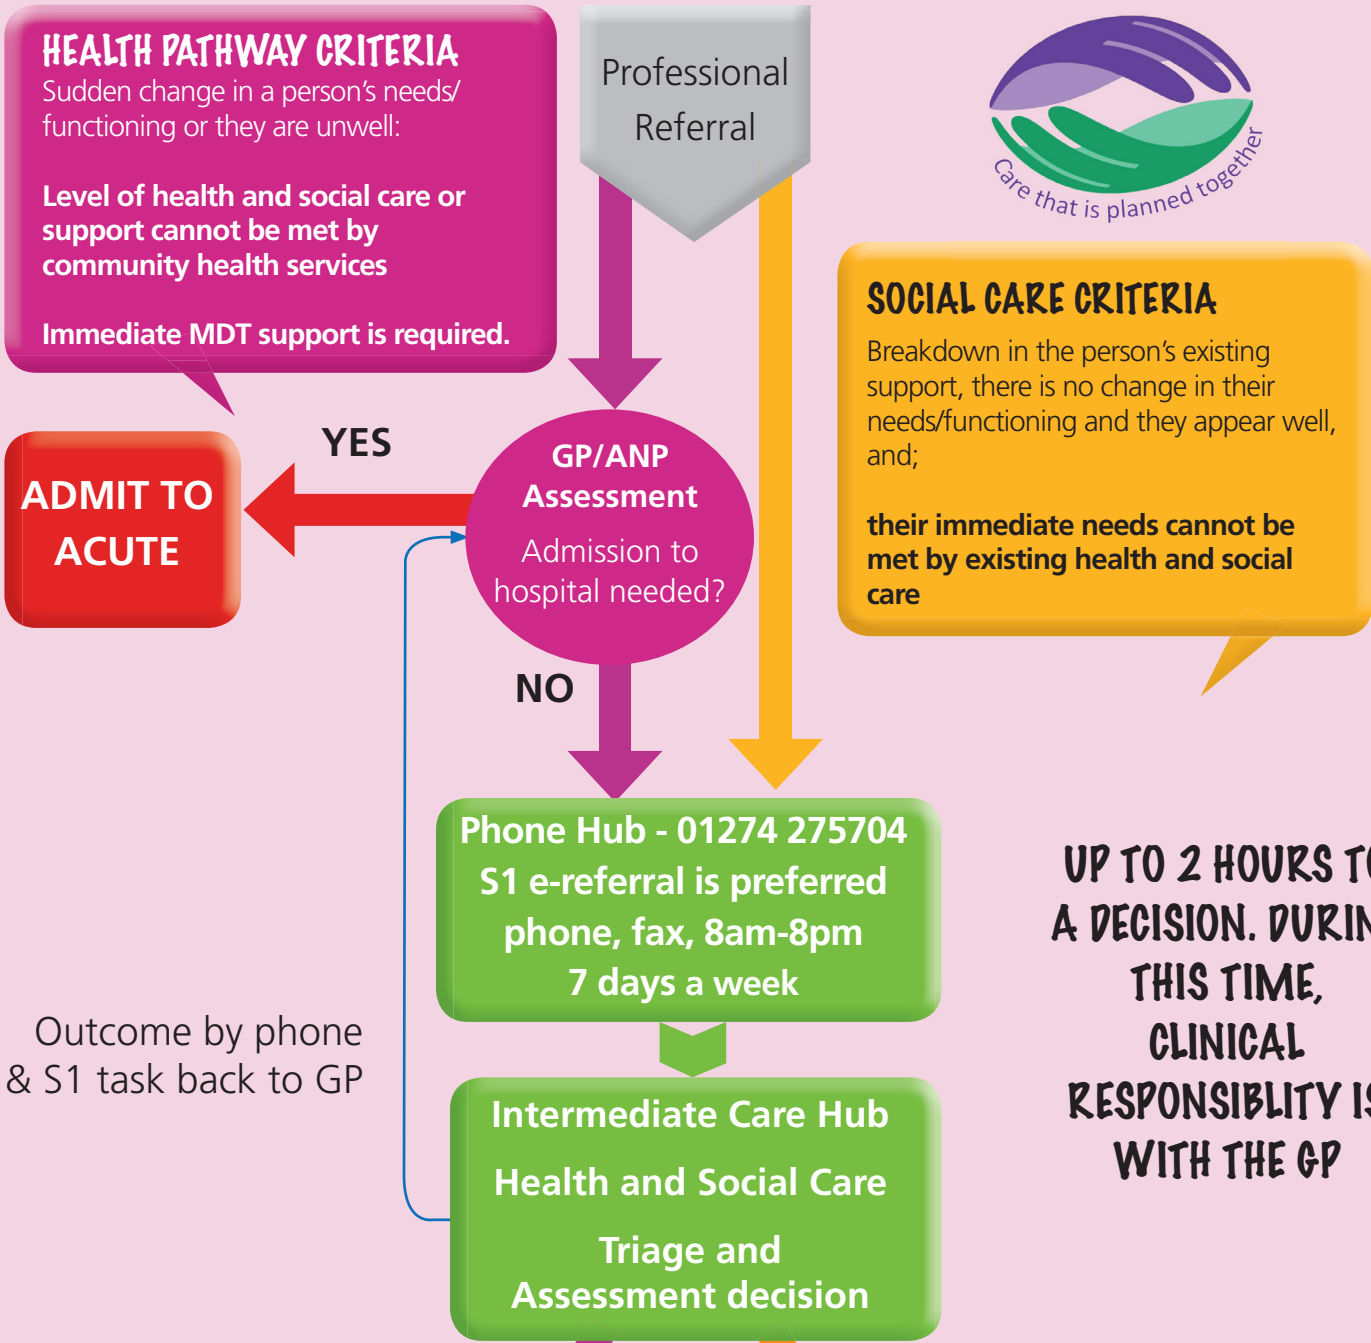 HEALTH PATHWAY CRITERIA
Sudden change in a person's needs/
functioning or they are unwell:
Level of health and social care or
support cannot be met by
community health services
Immediate MDT support is required.
Professional
Referral
Care that is planned together
SOCIAL CARE CRITERIA
Breakdown in the person's existing
support, there is no change in their
needs/functioning and they appear well,
and;
their immediate needs cannot be
met by existing health and social
care
YES
ADMIT TO
ACUTE
GP/ANP
Assessment
Admission to
hospital needed?
NO
Phone Hub - 01274 275704
S1 e-referral is preferred
phone, fax, 8am-8pm
7 days a week
Outcome by phone
& S1 task back to GP
Intermediate Care Hub
Health and Social Care
Triage and
Assessment decision
UP TO 2 HOURS TO
A DECISION. DURIN
THIS TIME,
CLINICAL
RESPONSIBLITY IS
WITH THE GP